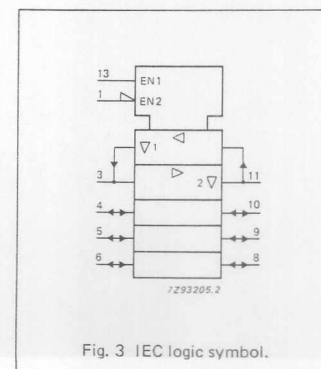 13 EN1
1 EN2
1
3 2 11
4 10
5 9
6 8
7Z93205.2
Fig. 3 IEC logic symbol.